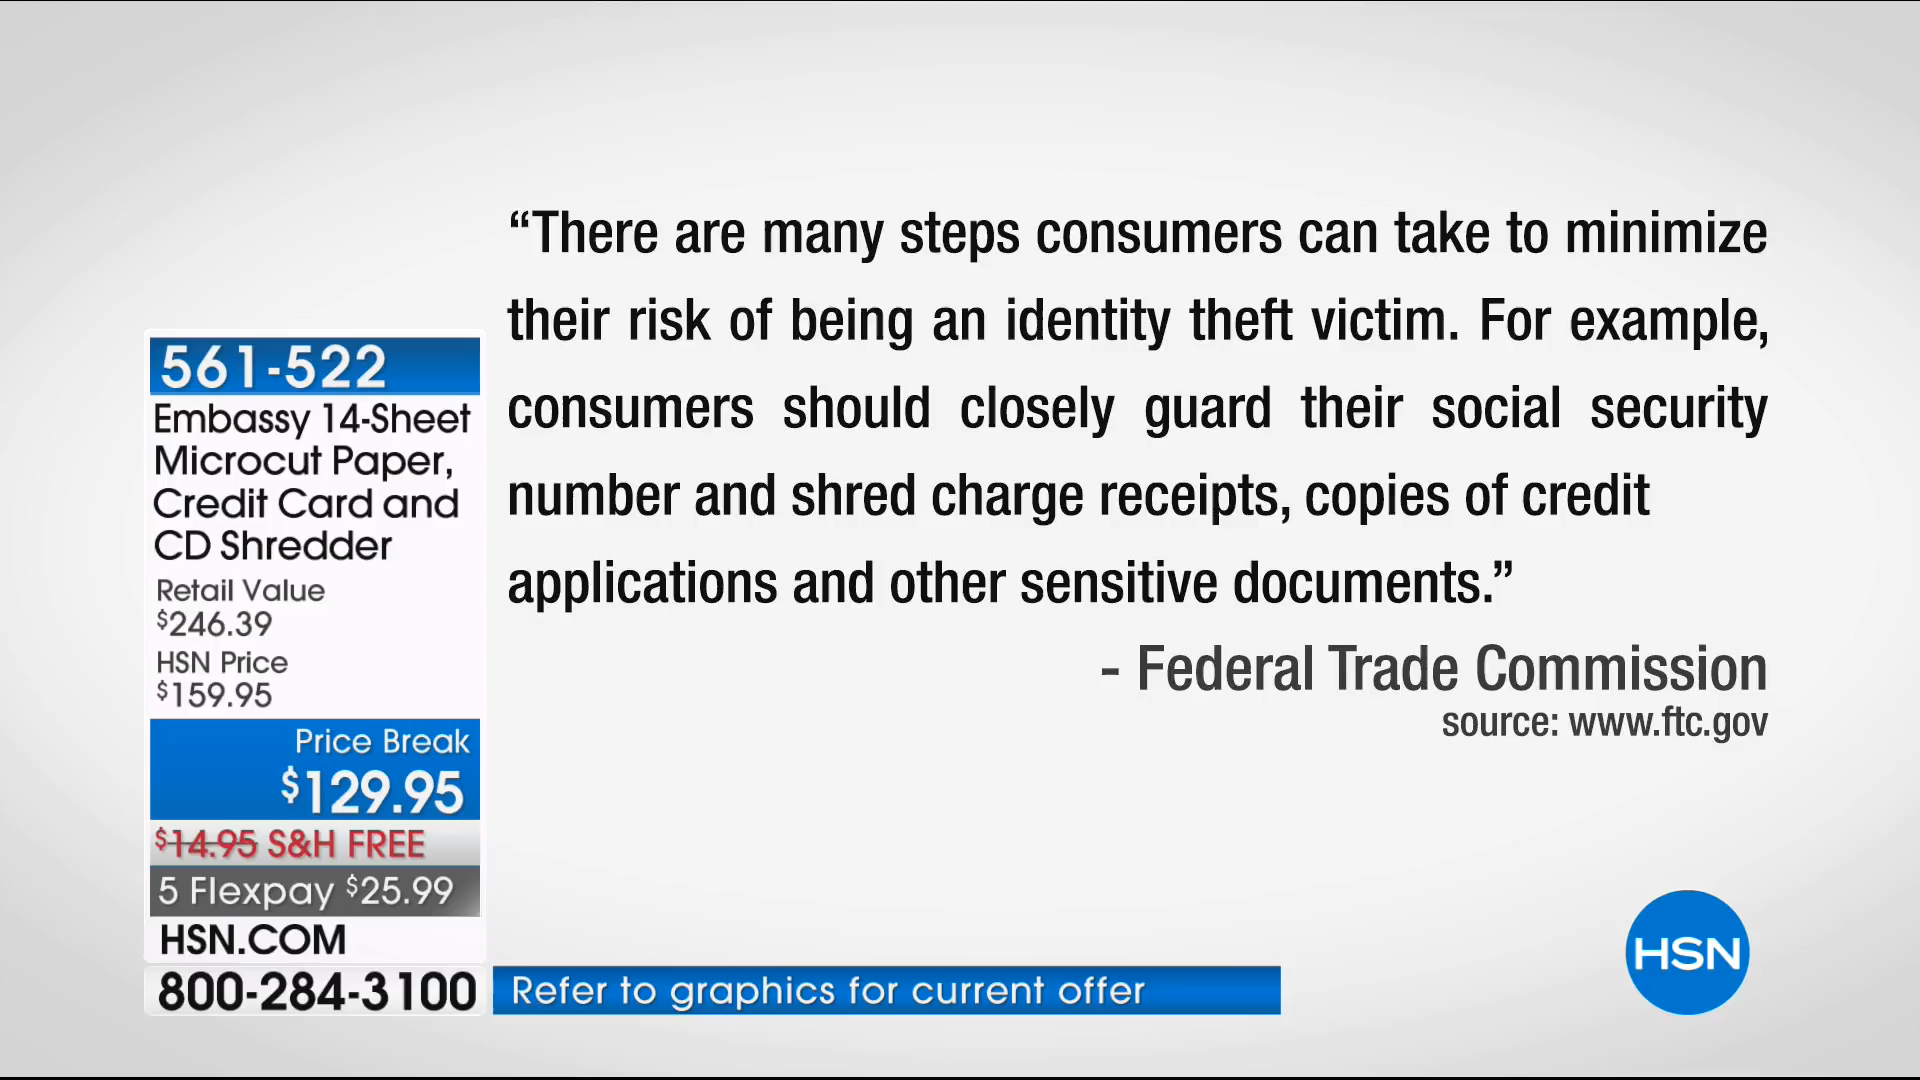 “There are many steps consumers can take to minimize
their risk of being an identity theft victim. For example,
consumers should closely guard their social security
number and shred charge receipts, copies of credit
applications and other sensitive documents.”
- Federal Trade Commission
source: www.ftc.gov
561-522
Embassy 14-Sheet
Microcut Paper,
Credit Card and
CD Shredder
Retail Value
$246.39
HSN Price
$159.95
Price Break
$129.95
$14.95 S&H FREE
5 Flexpay $25.99
HSN.COM
800-284-3100
Refer to graphics for current offer
HSN